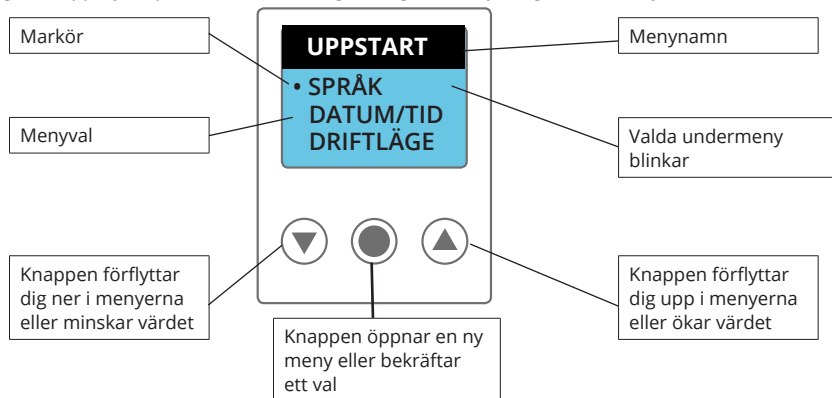 Markör
UPPSTART
Menynamn
• SPRÅK
DATUM/TID
DRIFTLÄGE
Menyval
Valda undermeny
blinkar
Knappen förflyttar
dig ner i menyerna
eller minskar värdet
Knappen öppnar en ny
meny eller bekräftar
ett val
Knappen förflyttar
dig upp i menyerna
eller ökar värdet